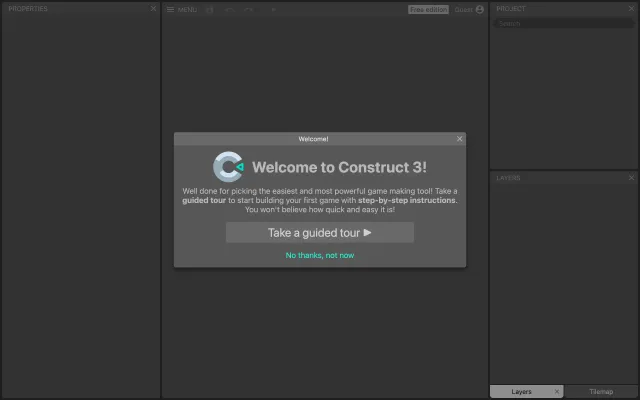 PROPERTIES
MENU
Free edition
Guest
PROJECT
Search
Welcome!
Welcome to Construct 3!
Well done for picking the easiest and most powerful game making tool! Take a
guided tour to start building your first game with step-by-step instructions.
You won't believe how quick and easy it is!
Take a guided tour ▶
No thanks, not now
LAYERS
Layers
Tilemap